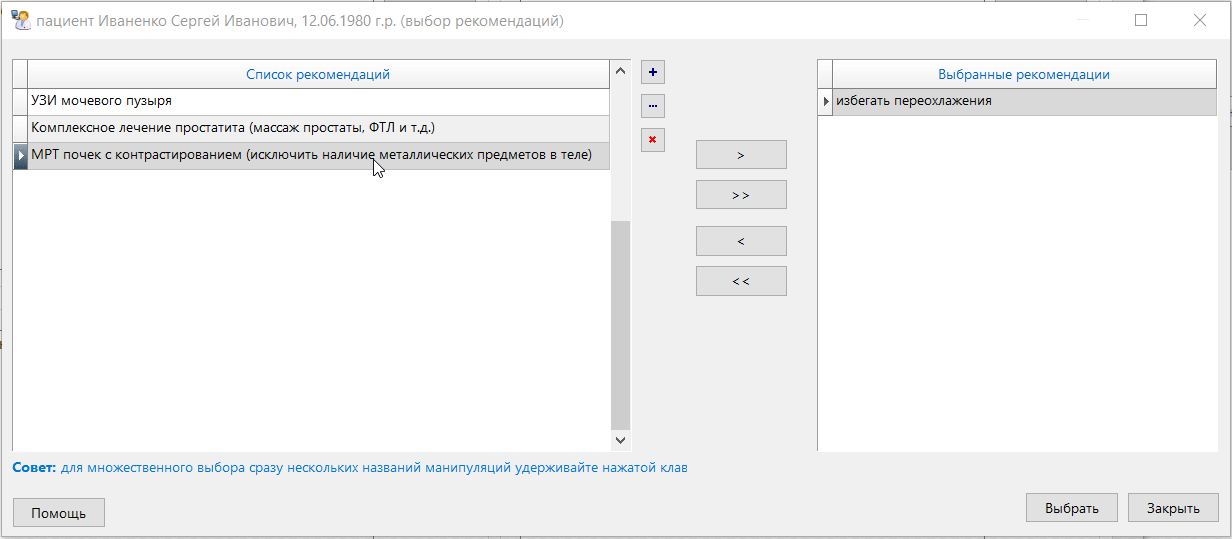 пациент Иваненко Сергей Иванович, 12.06.1980 г.р. (выбор рекомендаций)
Список рекомендаций
УЗИ мочевого пузыря
Комплексное лечение простатита (массаж простаты, ФТЛ и т.д.)
МРТ почек с контрастированием (исключить наличие металлических предметов в теле)
>
>>
<
<<
Выбранные рекомендации
избегать переохлажения
Совет: для множественного выбора сразу нескольких названий манипуляций удерживайте нажатой клав
Помощь
Выбрать
Закрыть